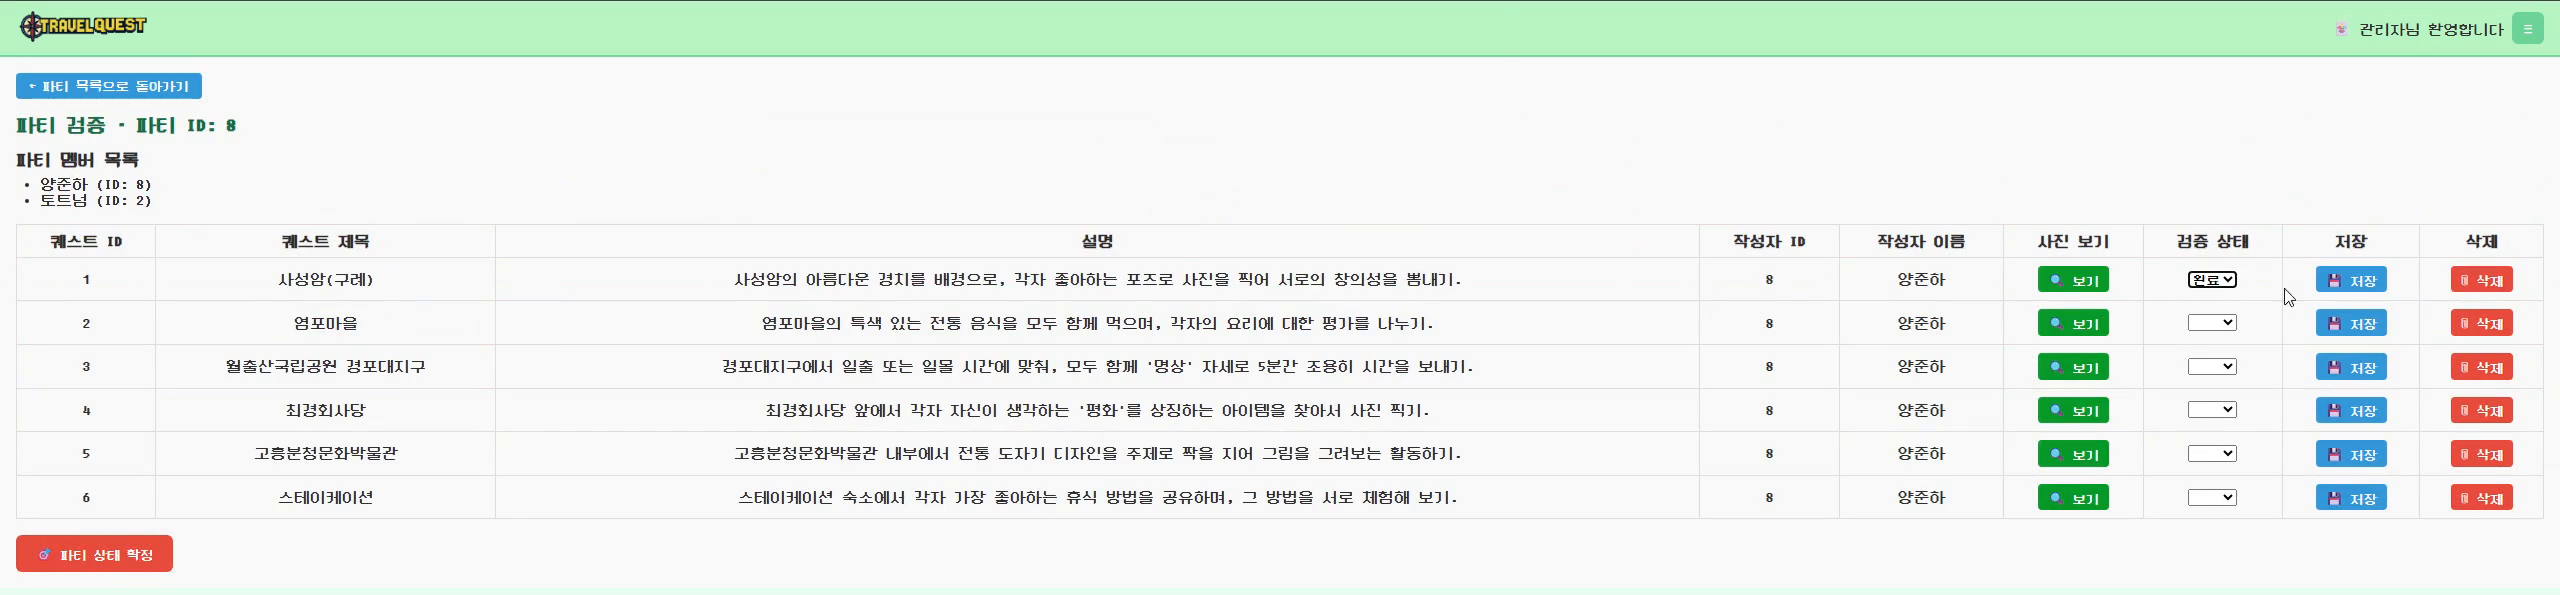 TRAVELQUEST
관리자님 환영합니다
← 파티 목록으로 돌아가기
파티 검증 - 파티 ID: 8
파티 멤버 목록
• 양준하 (ID: 8)
• 토트넘 (ID: 2)
퀘스트 ID 퀘스트 제목 설명 작성자 ID 작성자 이름 사진 보기 검증 상태 저장 삭제
1 사성암(구례) 사성암의 아름다운 경치를 배경으로, 각자 좋아하는 포즈로 사진을 찍어 서로의 창의성을 뽐내기. 8 양준하 보기 완료 저장 삭제
2 염포마을 염포마을의 특색 있는 전통 음식을 모두 함께 먹으며, 각자의 요리에 대한 평가를 나누기. 8 양준하 보기 저장 삭제
3 월출산국립공원 경포대지구 경포대지구에서 일출 또는 일몰 시간에 맞춰, 모두 함께 '명상' 자세로 5분간 조용히 시간을 보내기. 8 양준하 보기 저장 삭제
4 최경회사당 최경회사당 앞에서 각자 자신이 생각하는 '평화'를 상징하는 아이템을 찾아서 사진 찍기. 8 양준하 보기 저장 삭제
5 고흥분청문화박물관 고흥분청문화박물관 내부에서 전통 도자기 디자인을 주제로 짝을 지어 그림을 그려보는 활동하기. 8 양준하 보기 저장 삭제
6 스테이케이션 스테이케이션 숙소에서 각자 가장 좋아하는 휴식 방법을 공유하며, 그 방법을 서로 체험해 보기. 8 양준하 보기 저장 삭제
파티 상태 확정